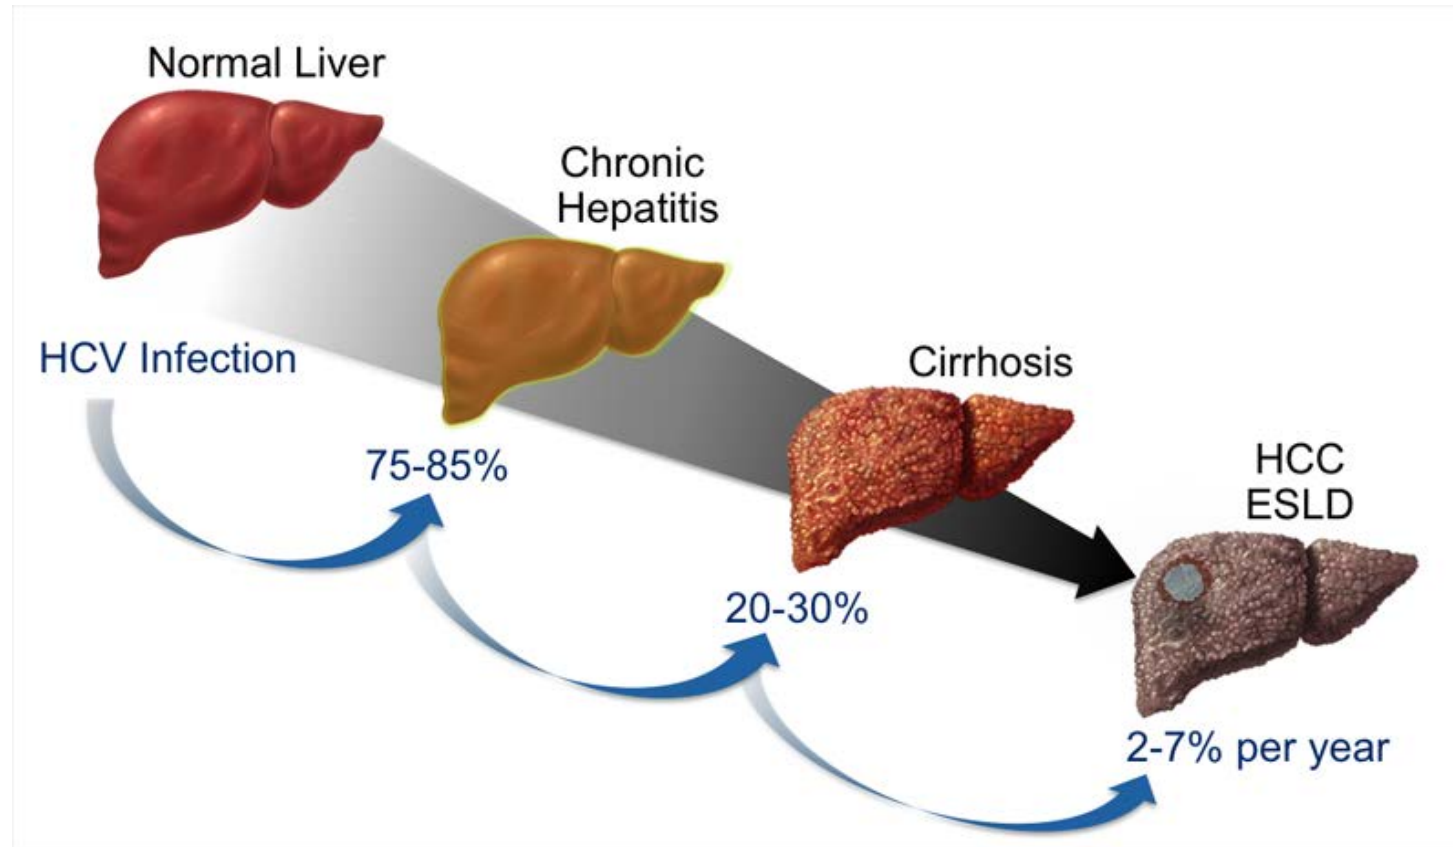 Normal Liver
Chronic
Hepatitis
HCV Infection
Cirrhosis
75-85%
HCC
ESLD
20-30%
2-7% per year